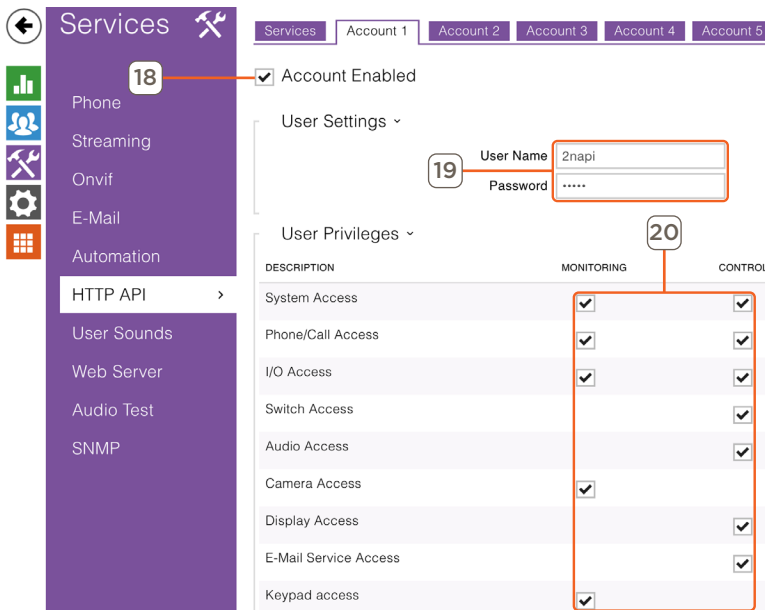 Services
Services Account 1 Account 2 Account 3 Account 4 Account 5
18
Account Enabled
Phone
Streaming
Onvif
E-Mail
Automation
HTTP API
User Sounds
Web Server
Audio Test
SNMP
User Settings
19
User Name 2napi
Password •••••
User Privileges
20
DESCRIPTION MONITORING CONTROL
System Access
Phone/Call Access
I/O Access
Switch Access
Audio Access
Camera Access
Display Access
E-Mail Service Access
Keypad access